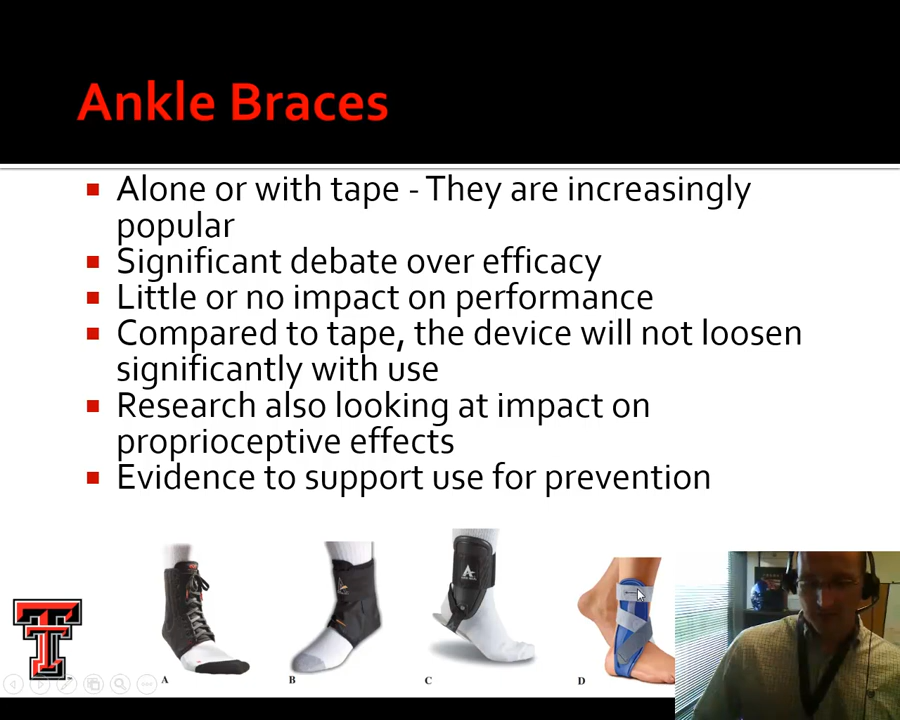 Ankle Braces
Alone or with tape - They are increasingly
popular
Significant debate over efficacy
Little or no impact on performance
Compared to tape, the device will not loosen
significantly with use
Research also looking at impact on
proprioceptive effects
Evidence to support use for prevention
A
B
C
D